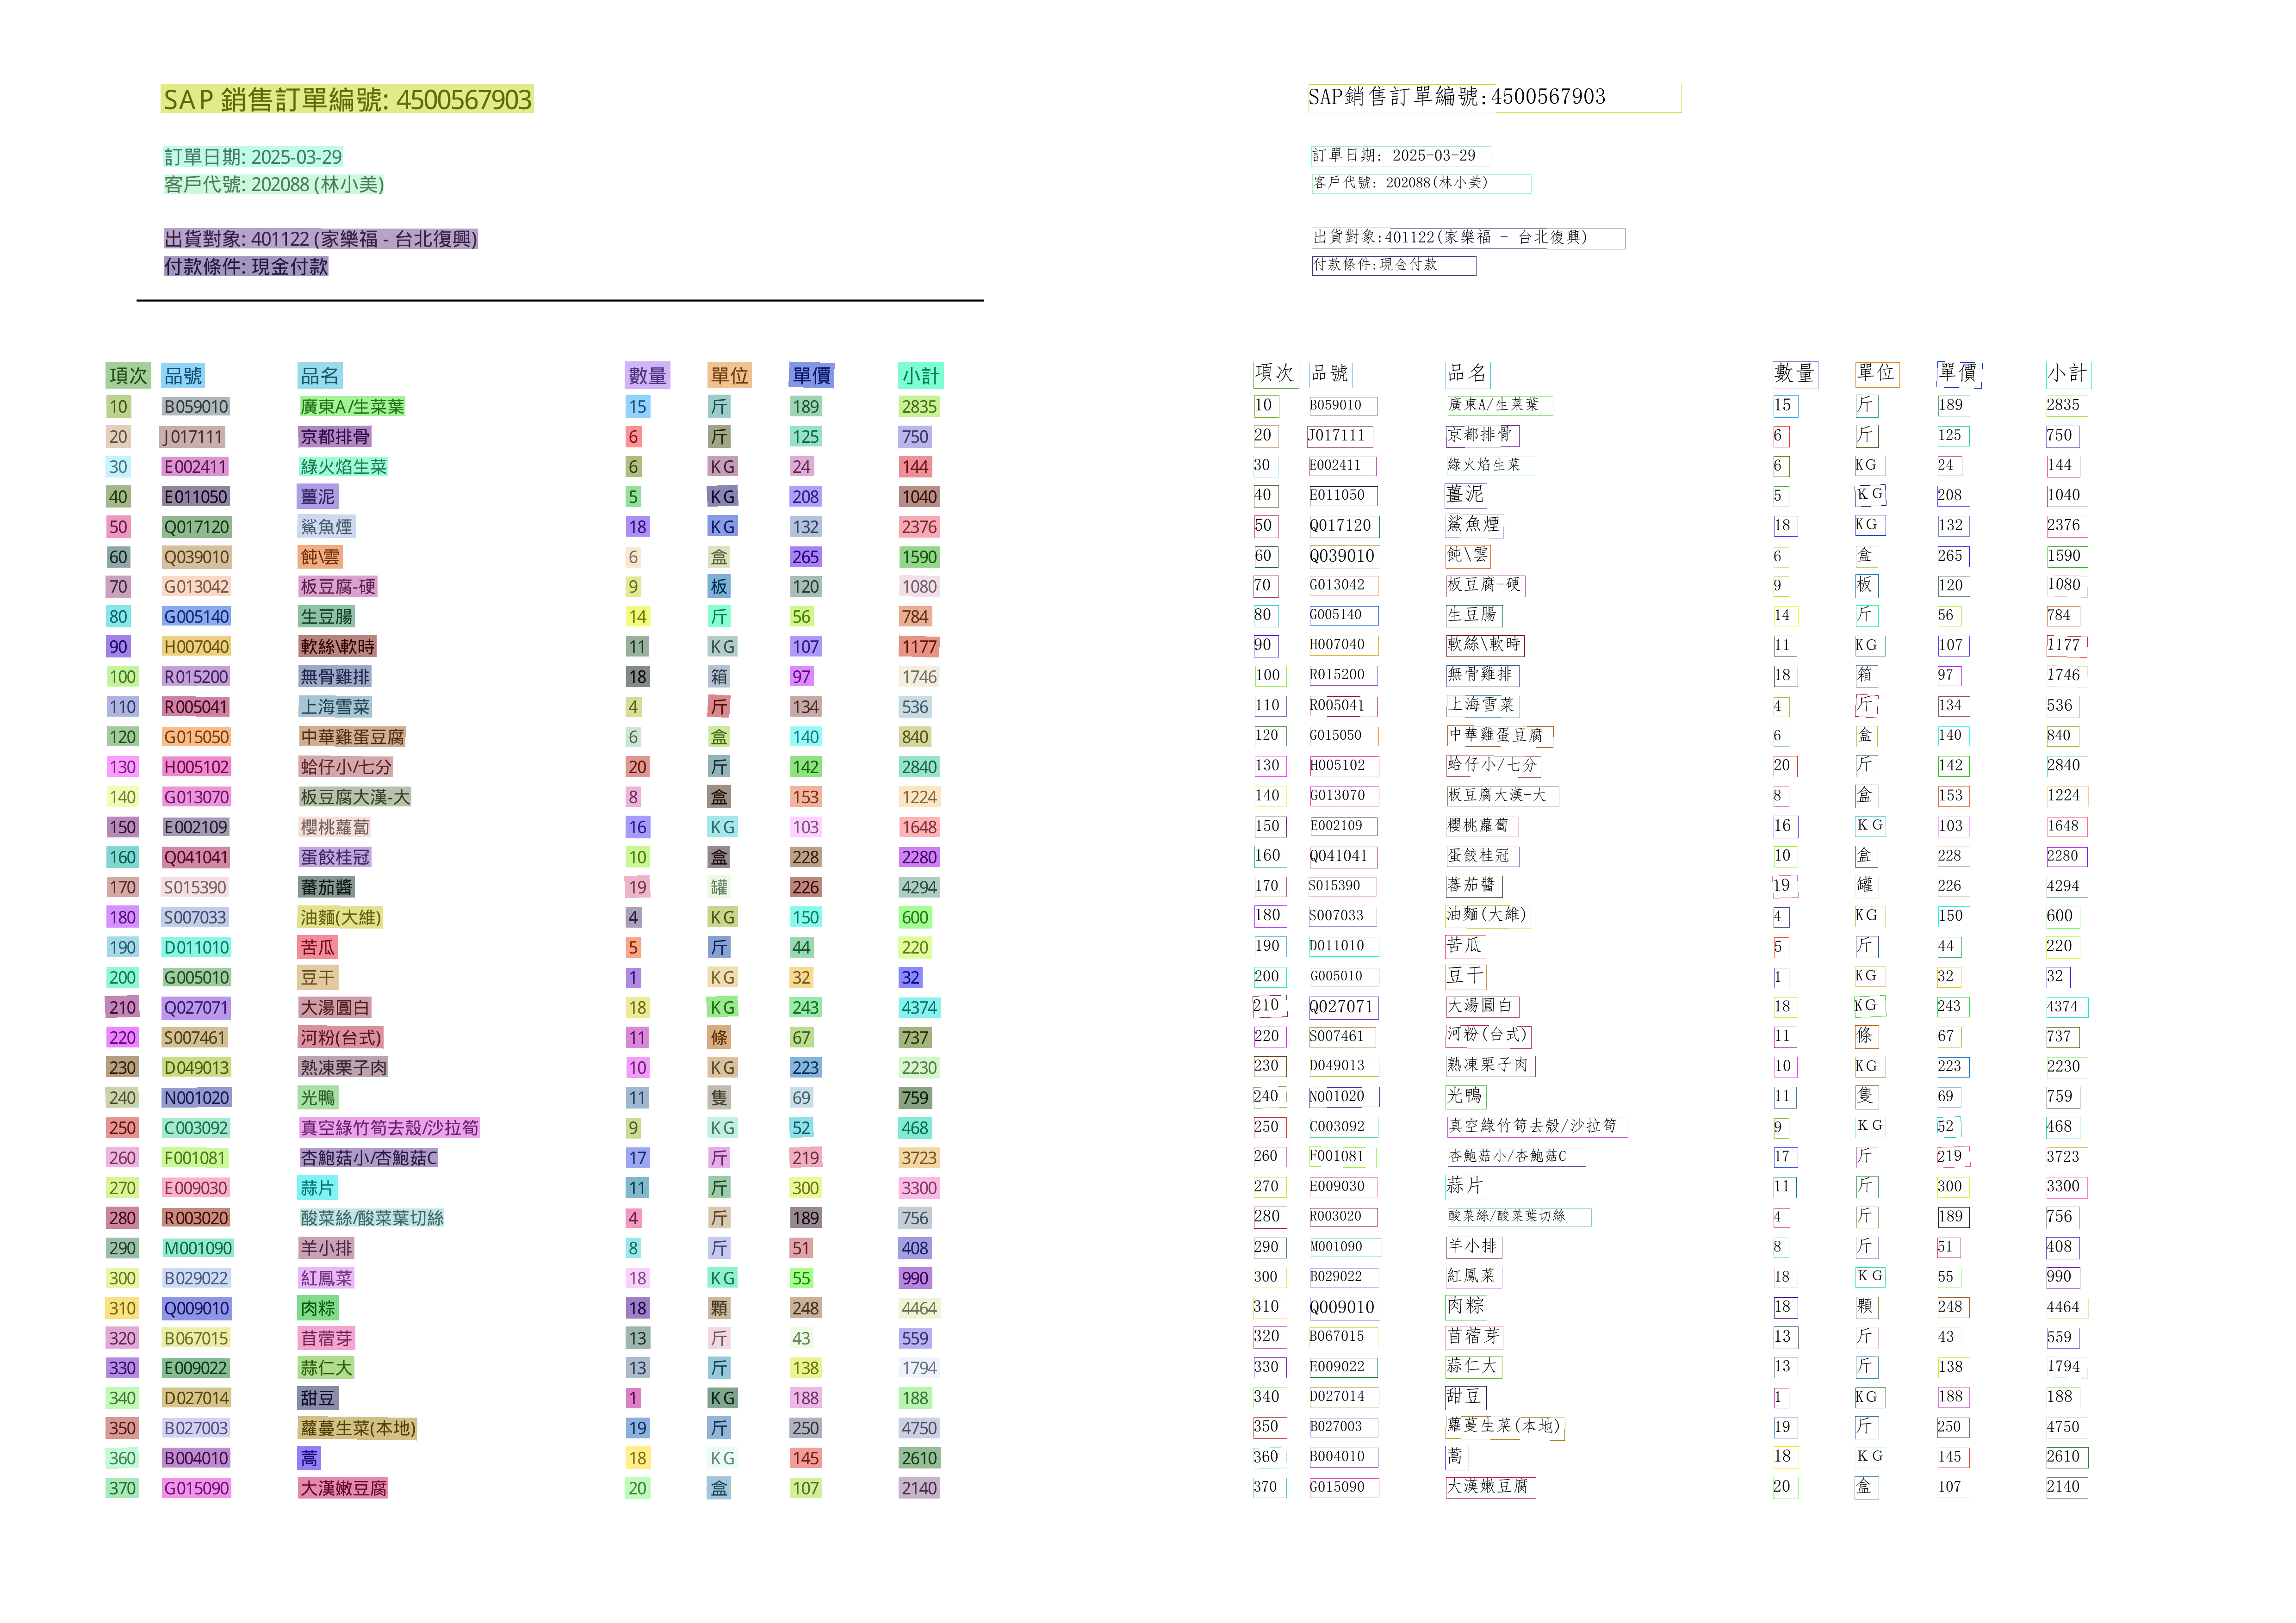 SAP 銷售訂單編號: 4500567903
訂單日期: 2025-03-29
客戶代號: 202088 (林小美)
出貨對象: 401122 (家樂福 - 台北復興)
付款條件: 現金付款
項次 品號 品名 數量 單位 單價 小計
10 B059010 廣東A/生菜葉 15 斤 189 2835
20 J017111 京都排骨 6 斤 125 750
30 E002411 綠火焰生菜 6 KG 24 144
40 E011050 薑泥 5 KG 208 1040
50 Q017120 鯊魚煙 18 KG 132 2376
60 Q039010 飩\雲 6 盒 265 1590
70 G013042 板豆腐-硬 9 板 120 1080
80 G005140 生豆腸 14 斤 56 784
90 H007040 軟絲\軟時 11 KG 107 1177
100 R015200 無骨雞排 18 箱 97 1746
110 R005041 上海雪菜 4 斤 134 536
120 G015050 中華雞蛋豆腐 6 盒 140 840
130 H005102 蛤仔小/七分 20 斤 142 2840
140 G013070 板豆腐大漢-大 8 盒 153 1224
150 E002109 櫻桃蘿蔔 16 KG 103 1648
160 Q041041 蛋餃桂冠 10 盒 228 2280
170 S015390 蕃茄醬 19 罐 226 4294
180 S007033 油麵(大維) 4 KG 150 600
190 D011010 苦瓜 5 斤 44 220
200 G005010 豆干 1 KG 32 32
210 Q027071 大湯圓白 18 KG 243 4374
220 S007461 河粉(台式) 11 條 67 737
230 D049013 熟凍栗子肉 10 KG 223 2230
240 N001020 光鴨 11 隻 69 759
250 C003092 真空綠竹筍去殼/沙拉筍 9 KG 52 468
260 F001081 杏鮑菇小/杏鮑菇C 17 斤 219 3723
270 E009030 蒜片 11 斤 300 3300
280 R003020 酸菜絲/酸菜葉切絲 4 斤 189 756
290 M001090 羊小排 8 斤 51 408
300 B029022 紅鳳菜 18 KG 55 990
310 Q009010 肉粽 18 顆 248 4464
320 B067015 苜蓿芽 13 斤 43 559
330 E009022 蒜仁大 13 斤 138 1794
340 D027014 甜豆 1 KG 188 188
350 B027003 蘿蔓生菜(本地) 19 斤 250 4750
360 B004010 蒿 18 KG 145 2610
370 G015090 大漢嫩豆腐 20 盒 107 2140
SAP銷售訂單編號:4500567903
訂單日期: 2025-03-29
客戶代號: 202088(林小美)
出貨對象:401122(家樂福 - 台北復興)
付款條件:現金付款
項次 品號 品名 數量 單位 單價 小計
10 B059010 廣東A/生菜葉 15 斤 189 2835
20 J017111 京都排骨 6 斤 125 750
30 E002411 綠火焰生菜 6 KG 24 144
40 E011050 薑泥 5 KG 208 1040
50 Q017120 鯊魚煙 18 KG 132 2376
60 Q039010 飩\雲 6 盒 265 1590
70 G013042 板豆腐-硬 9 板 120 1080
80 G005140 生豆腸 14 斤 56 784
90 H007040 軟絲\軟時 11 KG 107 1177
100 R015200 無骨雞排 18 箱 97 1746
110 R005041 上海雪菜 4 斤 134 536
120 G015050 中華雞蛋豆腐 6 盒 140 840
130 H005102 蛤仔小/七分 20 斤 142 2840
140 G013070 板豆腐大漢-大 8 盒 153 1224
150 E002109 櫻桃蘿蔔 16 KG 103 1648
160 Q041041 蛋餃桂冠 10 盒 228 2280
170 S015390 蕃茄醬 19 罐 226 4294
180 S007033 油麵(大維) 4 KG 150 600
190 D011010 苦瓜 5 斤 44 220
200 G005010 豆干 1 KG 32 32
210 Q027071 大湯圓白 18 KG 243 4374
220 S007461 河粉(台式) 11 條 67 737
230 D049013 熟凍栗子肉 10 KG 223 2230
240 N001020 光鴨 11 隻 69 759
250 C003092 真空綠竹筍去殼/沙拉筍 9 KG 52 468
260 F001081 杏鮑菇小/杏鮑菇C 17 斤 219 3723
270 E009030 蒜片 11 斤 300 3300
280 R003020 酸菜絲/酸菜葉切絲 4 斤 189 756
290 M001090 羊小排 8 斤 51 408
300 B029022 紅鳳菜 18 KG 55 990
310 Q009010 肉粽 18 顆 248 4464
320 B067015 苜蓿芽 13 斤 43 559
330 E009022 蒜仁大 13 斤 138 1794
340 D027014 甜豆 1 KG 188 188
350 B027003 蘿蔓生菜(本地) 19 斤 250 4750
360 B004010 蒿 18 KG 145 2610
370 G015090 大漢嫩豆腐 20 盒 107 2140